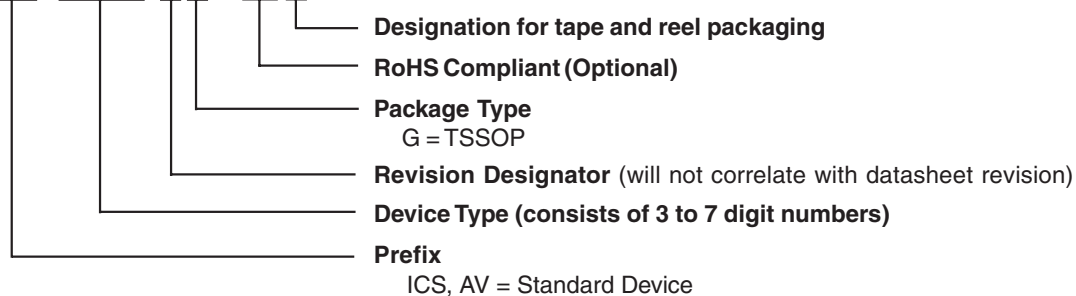 Designation for tape and reel packaging
RoHS Compliant (Optional)
Package Type
G = TSSOP
Revision Designator (will not correlate with datasheet revision)
Device Type (consists of 3 to 7 digit numbers)
Prefix
ICS, AV = Standard Device